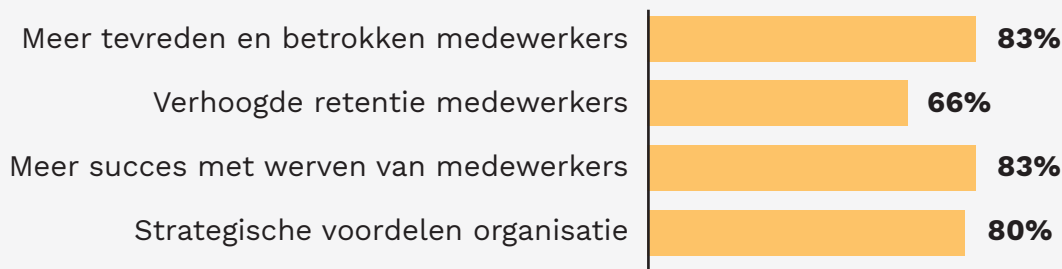 Meer tevreden en betrokken medewerkers 83%
Verhoogde retentie medewerkers 66%
Meer succes met werven van medewerkers 83%
Strategische voordelen organisatie 80%